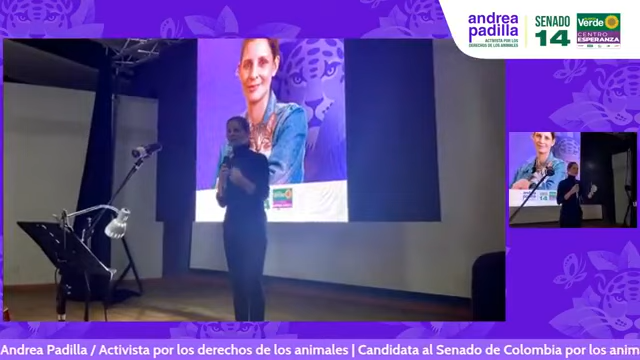 andrea
padilla
ACTIVISTA POR LOS
DERECHOS DE LOS ANIMALES
SENADO
14
Verde
CENTRO
ESPERANZA
Andrea Padilla / Activista por los derechos de los animales | Candidata al Senado de Colombia por los anim